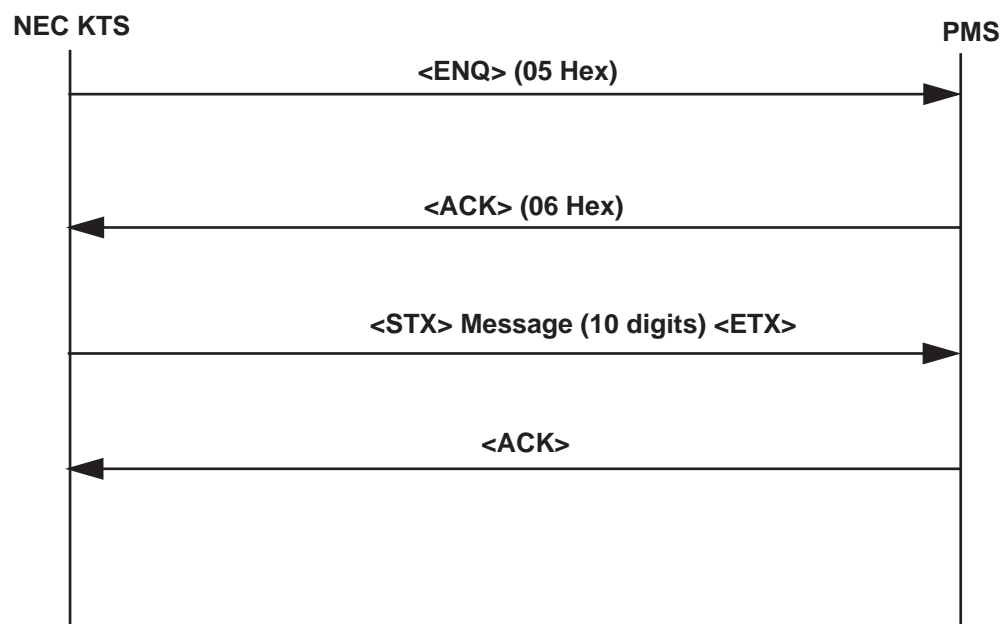 NEC KTS
PMS
<ENQ> (05 Hex)
<ACK> (06 Hex)
<STX> Message (10 digits) <ETX>
<ACK>